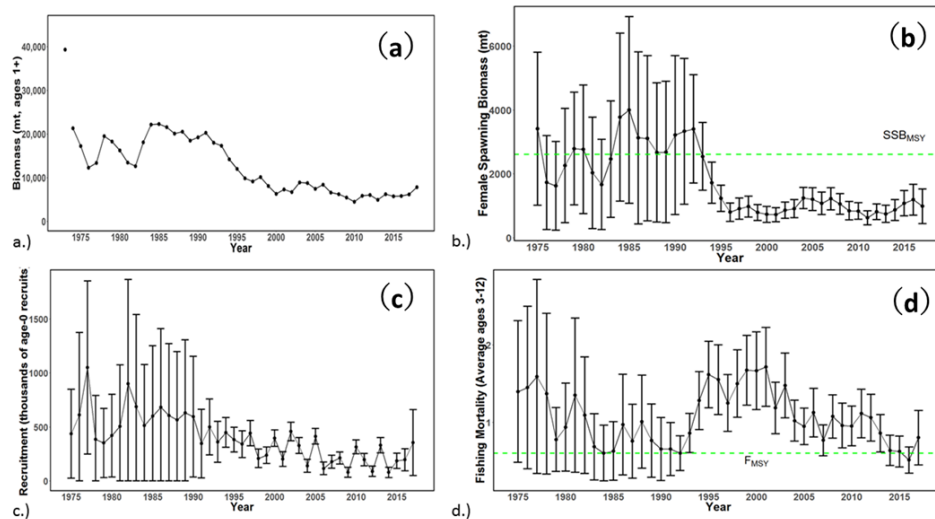 (a)
Biomass (mt, ages 1+)
40,000
30,000
20,000
10,000
0
1975 1980 1985 1990 1995 2000 2005 2010 2015
Year
a.)
(b)
Female Spawning Biomass (mt)
6000
4000
2000
0
SSBMSY
1975 1980 1985 1990 1995 2000 2005 2010 2015
Year
b.)
(c)
Recruitment (thousands of age-0 recruits
1500
1000
500
0
1975 1980 1985 1990 1995 2000 2005 2010 2015
Year
c.)
(d)
Fishing Mortality (Average ages 3-12)
2
1
FMSY
1975 1980 1985 1990 1995 2000 2005 2010 2015
Year
d.)